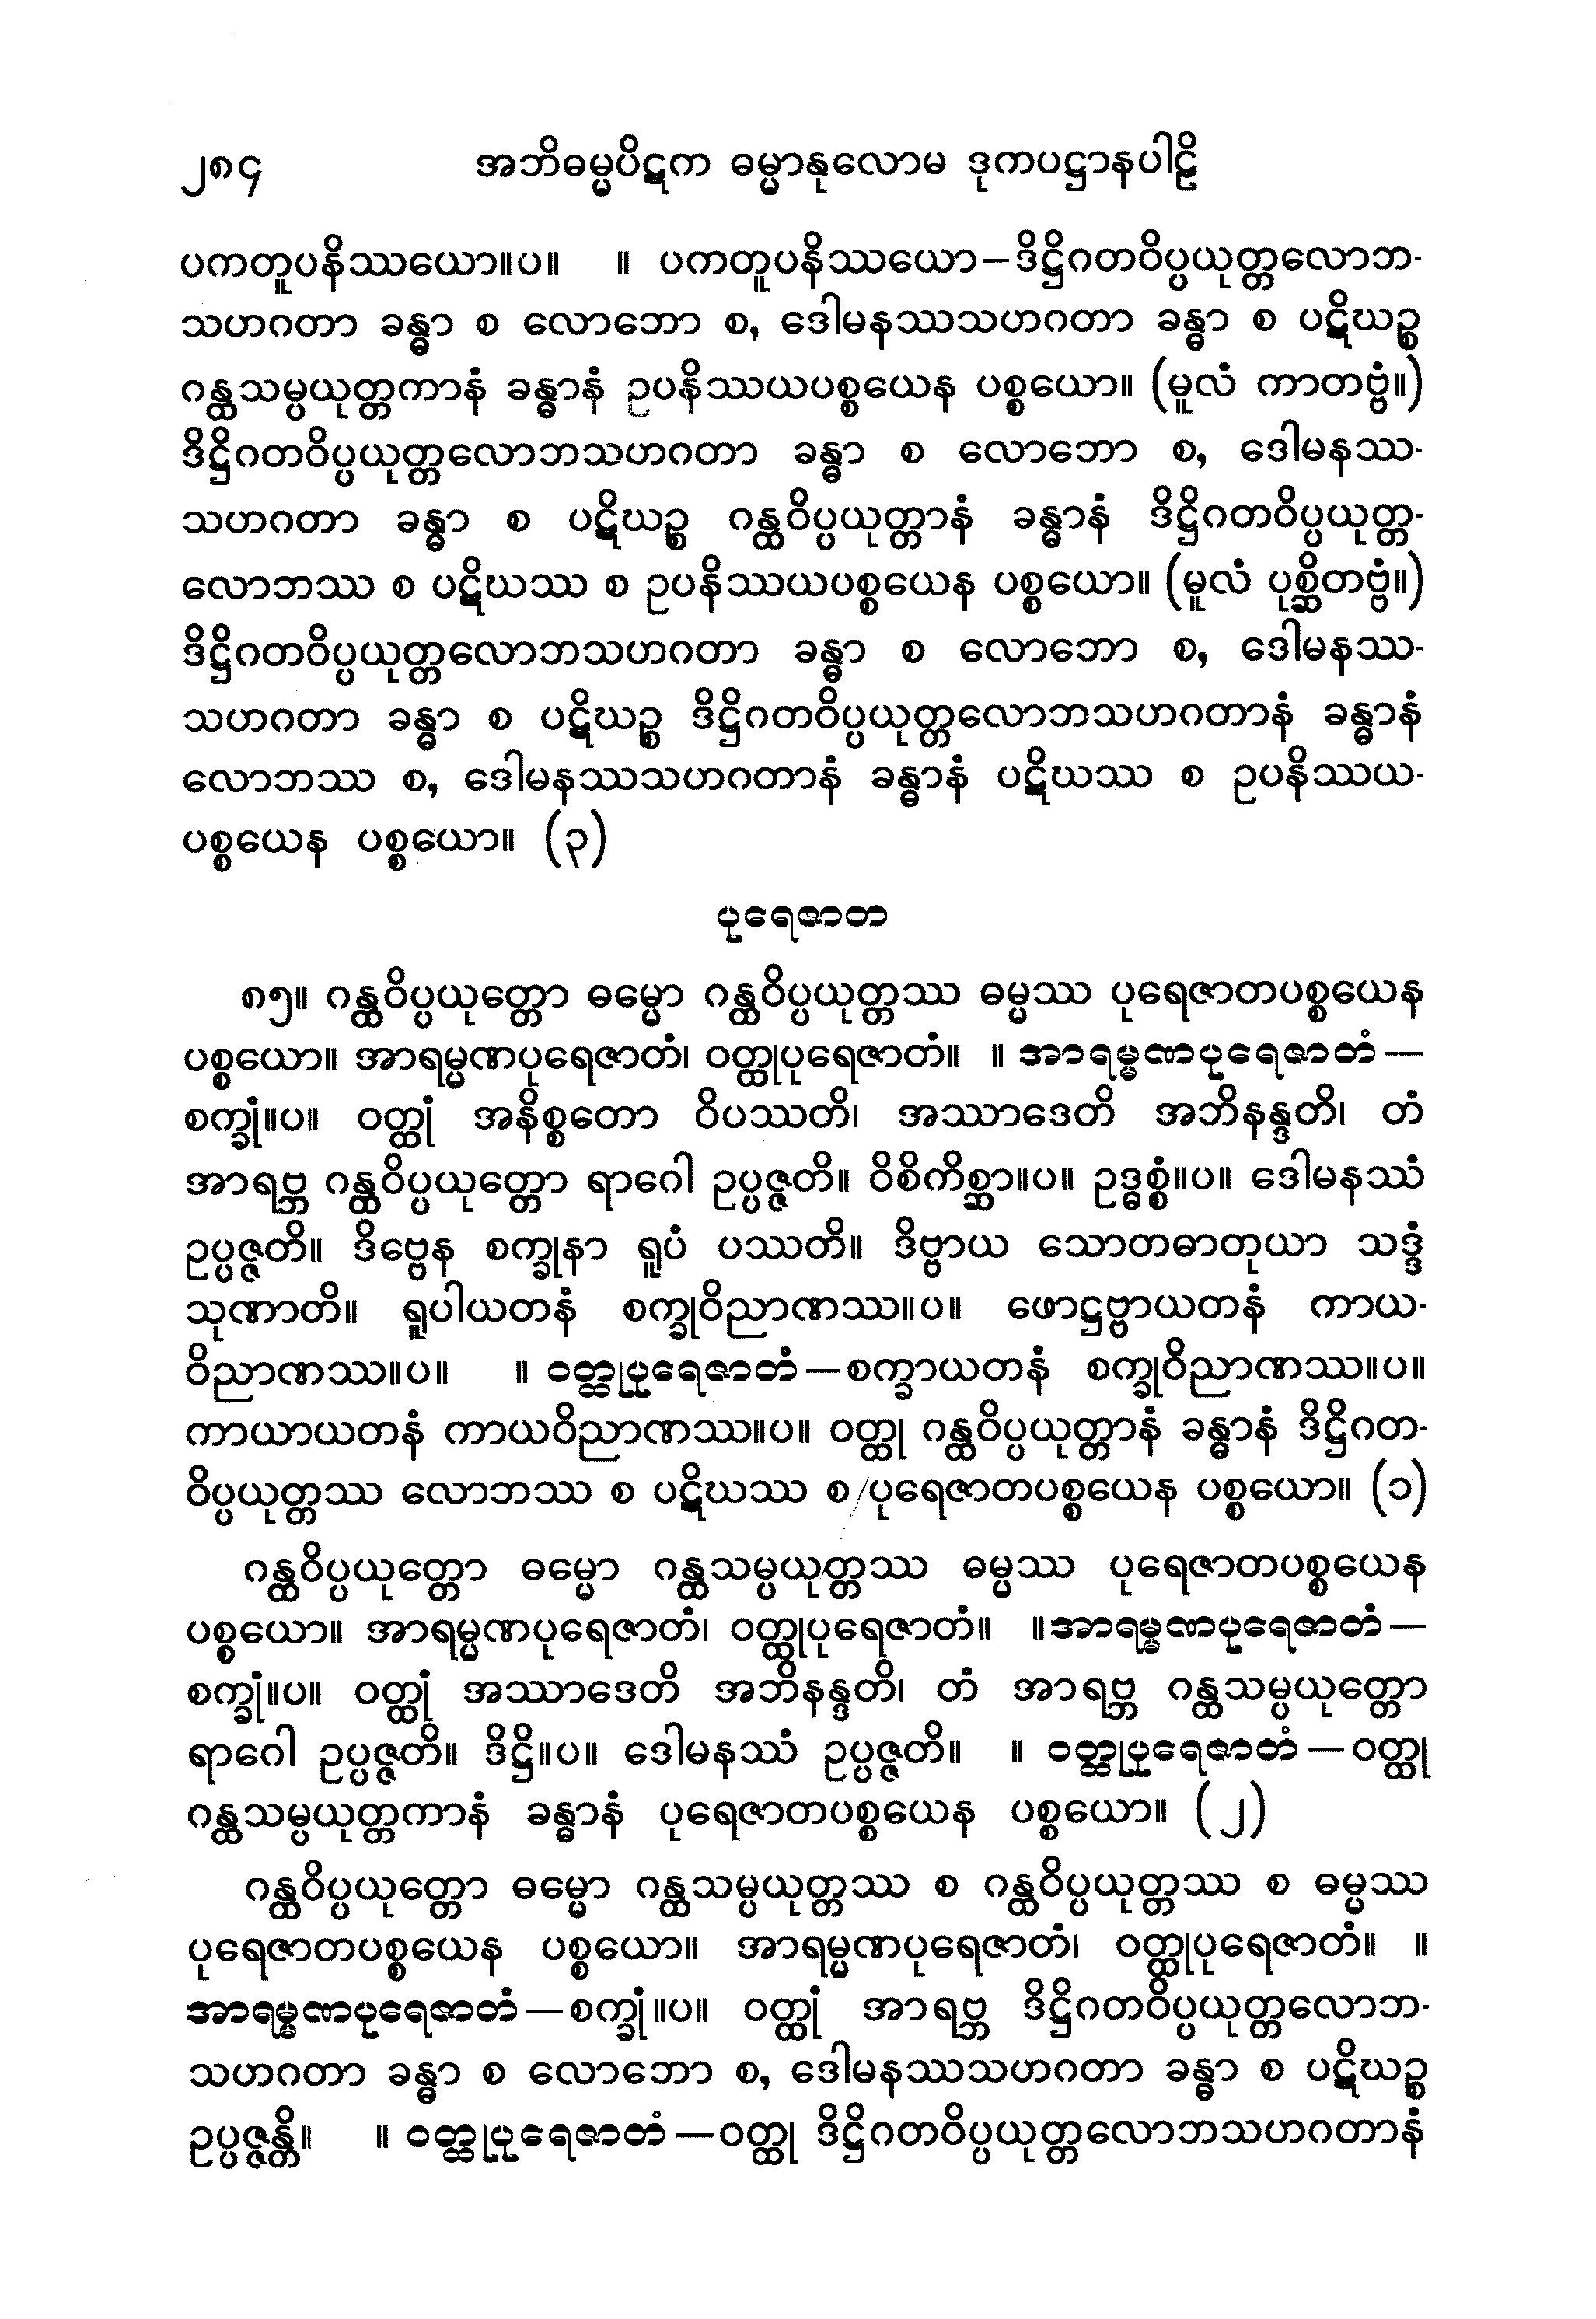 ၂၈၄ အဘိဓမ္မပိဋက ဓမ္မာနုလောမ ဒုကပဋ္ဌာနပါဠိ
ပကတူပနိဿယော။ပ။ ။ ပကတူပနိဿယော–ဒိဋ္ဌိဂတဝိပ္ပယုတ္တလောဘ-
သဟဂတာ ခန္ဓာ စ လောဘော စ, ဒေါမနဿသဟဂတာ ခန္ဓာ စ ပဋိဃဉ္စ
ဂန္ထသမ္ပယုတ္တကာနံ ခန္ဓာနံ ဥပနိဿယပစ္စယေန ပစ္စယော။ (မူလံ ကာတဗ္ဗံ။)
ဒိဋ္ဌိဂတဝိပ္ပယုတ္တလောဘသဟဂတာ ခန္ဓာ စ လောဘော စ, ဒေါမနဿ-
သဟဂတာ ခန္ဓာ စ ပဋိဃဉ္စ ဂန္ထဝိပ္ပယုတ္တာနံ ခန္ဓာနံ ဒိဋ္ဌိဂတဝိပ္ပယုတ္တ-
လောဘဿ စ ပဋိဃဿ စ ဥပနိဿယပစ္စယေန ပစ္စယော။ (မူလံ ပုစ္ဆိတဗ္ဗံ။)
ဒိဋ္ဌိဂတဝိပ္ပယုတ္တလောဘသဟဂတာ ခန္ဓာ စ လောဘော စ, ဒေါမနဿ-
သဟဂတာ ခန္ဓာ စ ပဋိဃဉ္စ ဒိဋ္ဌိဂတဝိပ္ပယုတ္တလောဘသဟဂတာနံ ခန္ဓာနံ
လောဘဿ စ, ဒေါမနဿသဟဂတာနံ ခန္ဓာနံ ပဋိဃဿ စ ဥပနိဿယ-
ပစ္စယေန ပစ္စယော။ (၃)
ပုရေဇာတ
၈၅။ ဂန္ထဝိပ္ပယုတ္တော ဓမ္မော ဂန္ထဝိပ္ပယုတ္တဿ ဓမ္မဿ ပုရေဇာတပစ္စယေန
ပစ္စယော။ အာရမ္မဏပုရေဇာတံ၊ ဝတ္ထုပုရေဇာတံ။ ။ အာရမ္မဏပုရေဇာတံ–
စက္ခုံ။ပ။ ဝတ္ထုံ အနိစ္စတော ဝိပဿတိ၊ အဿာဒေတိ အဘိနန္ဒတိ၊ တံ
အာရဗ္ဘ ဂန္ထဝိပ္ပယုတ္တော ရာဂေါ ဥပ္ပဇ္ဇတိ။ ဝိစိကိစ္ဆာ။ပ။ ဥဒ္ဓစ္စံ။ပ။ ဒေါမနဿံ
ဥပ္ပဇ္ဇတိ။ ဒိဗ္ဗေန စက္ခုနာ ရူပံ ပဿတိ။ ဒိဗ္ဗာယ သောတဓာတုယာ သဒ္ဒံ
သုဏာတိ။ ရူပါယတနံ စက္ခုဝိညာဏဿ။ပ။ ဖောဋ္ဌဗ္ဗာယတနံ ကာယ-
ဝိညာဏဿ။ပ။ ။ ဝတ္ထုပုရေဇာတံ–စက္ခာယတနံ စက္ခုဝိညာဏဿ။ပ။
ကာယာယတနံ ကာယဝိညာဏဿ။ပ။ ဝတ္ထု ဂန္ထဝိပ္ပယုတ္တာနံ ခန္ဓာနံ ဒိဋ္ဌိဂတ-
ဝိပ္ပယုတ္တဿ လောဘဿ စ ပဋိဃဿ စ ပုရေဇာတပစ္စယေန ပစ္စယော။ (၁)
ဂန္ထဝိပ္ပယုတ္တော ဓမ္မော ဂန္ထသမ္ပယုတ္တဿ ဓမ္မဿ ပုရေဇာတပစ္စယေန
ပစ္စယော။ အာရမ္မဏပုရေဇာတံ၊ ဝတ္ထုပုရေဇာတံ။ ။အာရမ္မဏပုရေဇာတံ–
စက္ခုံ။ပ။ ဝတ္ထုံ အဿာဒေတိ အဘိနန္ဒတိ၊ တံ အာရဗ္ဘ ဂန္ထသမ္ပယုတ္တော
ရာဂေါ ဥပ္ပဇ္ဇတိ။ ဒိဋ္ဌိ။ပ။ ဒေါမနဿံ ဥပ္ပဇ္ဇတိ။ ။ ဝတ္ထုပုရေဇာတံ–ဝတ္ထု
ဂန္ထသမ္ပယုတ္တကာနံ ခန္ဓာနံ ပုရေဇာတပစ္စယေန ပစ္စယော။ (၂)
ဂန္ထဝိပ္ပယုတ္တော ဓမ္မော ဂန္ထသမ္ပယုတ္တဿ စ ဂန္ထဝိပ္ပယုတ္တဿ စ ဓမ္မဿ
ပုရေဇာတပစ္စယေန ပစ္စယော။ အာရမ္မဏပုရေဇာတံ၊ ဝတ္ထုပုရေဇာတံ။ ။
အာရမ္မဏပုရေဇာတံ–စက္ခုံ။ပ။ ဝတ္ထုံ အာရဗ္ဘ ဒိဋ္ဌိဂတဝိပ္ပယုတ္တလောဘ-
သဟဂတာ ခန္ဓာ စ လောဘော စ, ဒေါမနဿသဟဂတာ ခန္ဓာ စ ပဋိဃဉ္စ
ဥပ္ပဇ္ဇန္တိ။ ။ ဝတ္ထုပုရေဇာတံ–ဝတ္ထု ဒိဋ္ဌိဂတဝိပ္ပယုတ္တလောဘသဟဂတာနံ